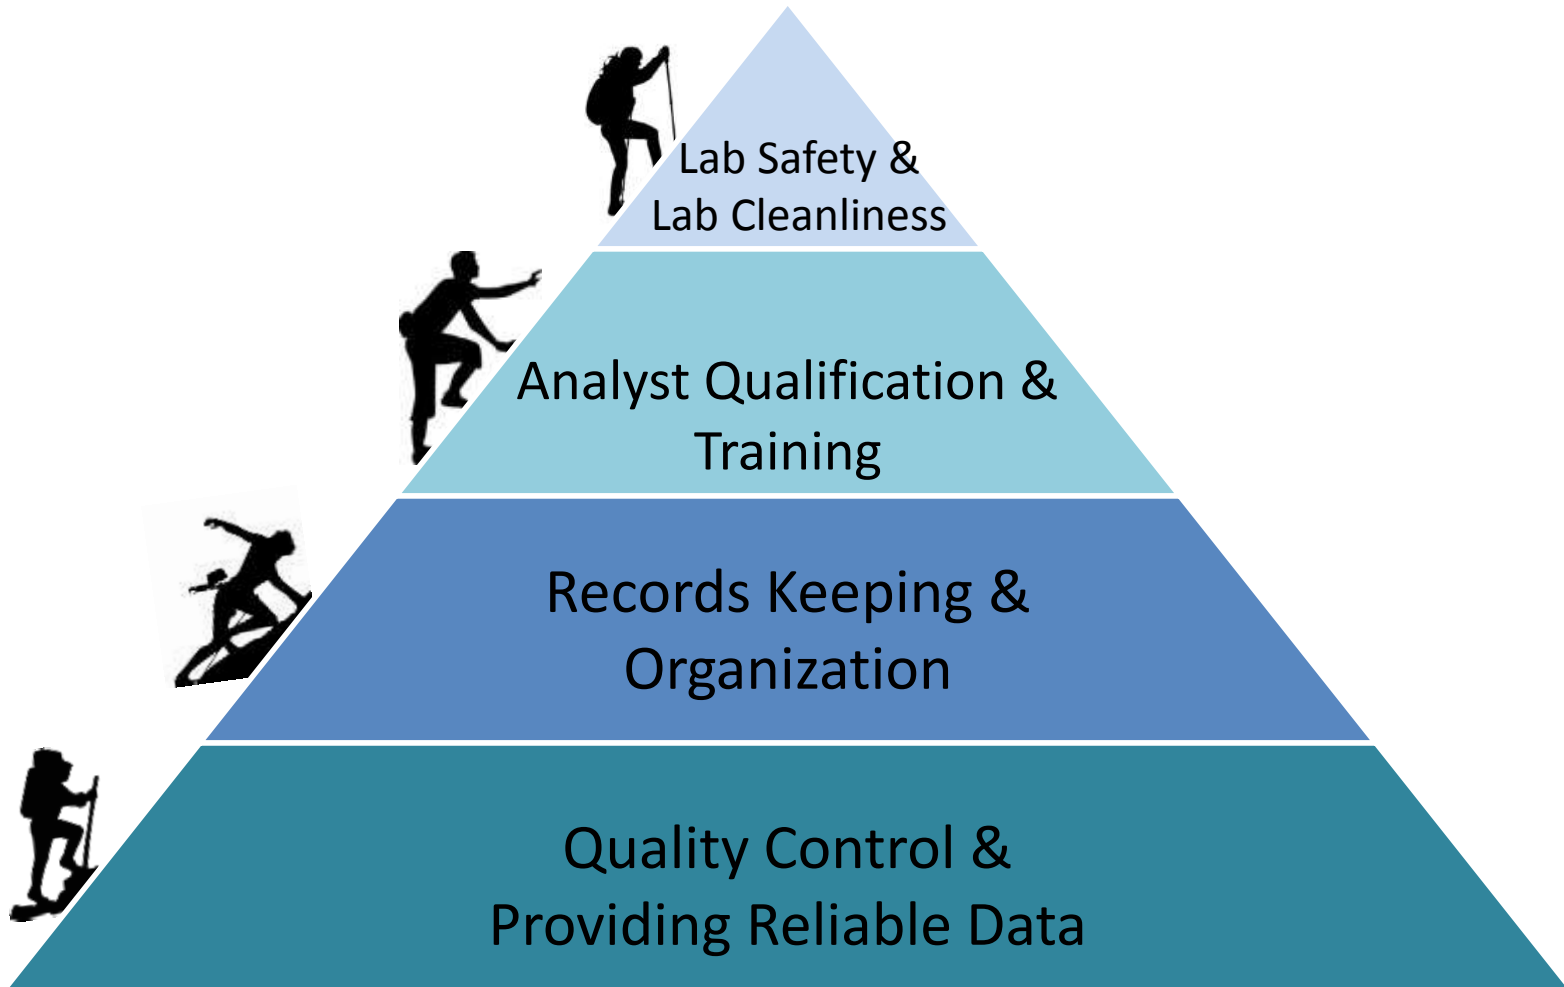 Lab Safety &
Lab Cleanliness
Analyst Qualification &
Training
Records Keeping &
Organization
Quality Control &
Providing Reliable Data